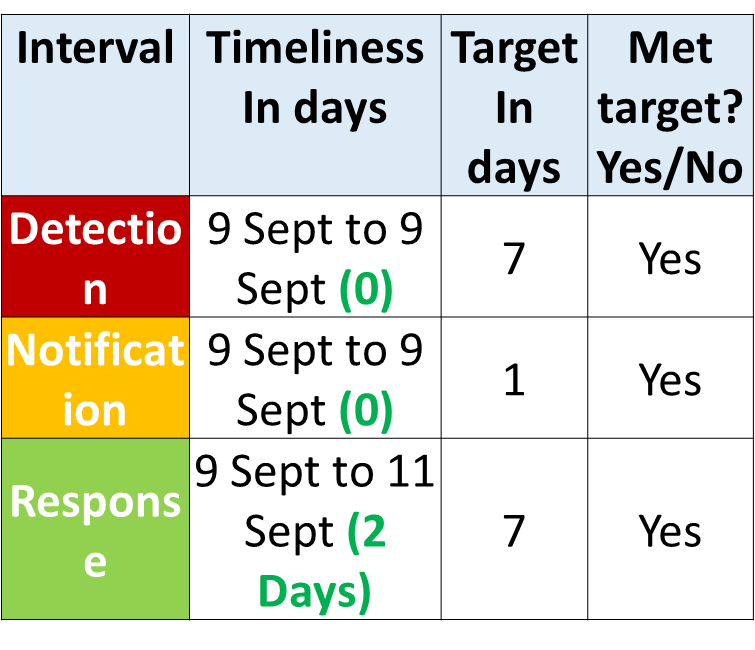 Interval
Timeliness
In days
Target
In
days
Met
target?
Yes/No
Detectio
n
9 Sept to 9
Sept (0)
7
Yes
Notificat
ion
9 Sept to 9
Sept (0)
1
Yes
Respons
e
9 Sept to 11
Sept (2
Days)
7
Yes